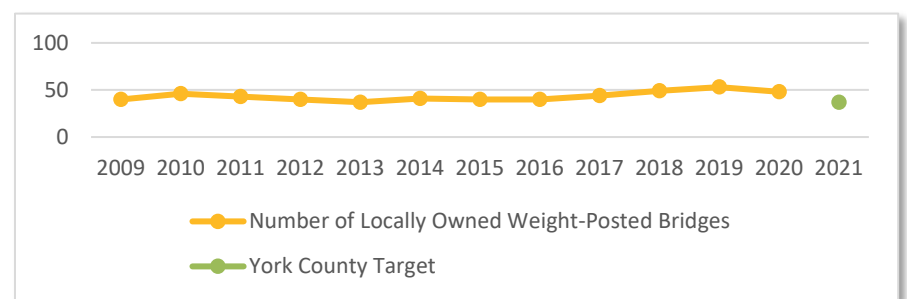 100
50
0
2009 2010 2011 2012 2013 2014 2015 2016 2017 2018 2019 2020 2021
Number of Locally Owned Weight-Posted Bridges
York County Target